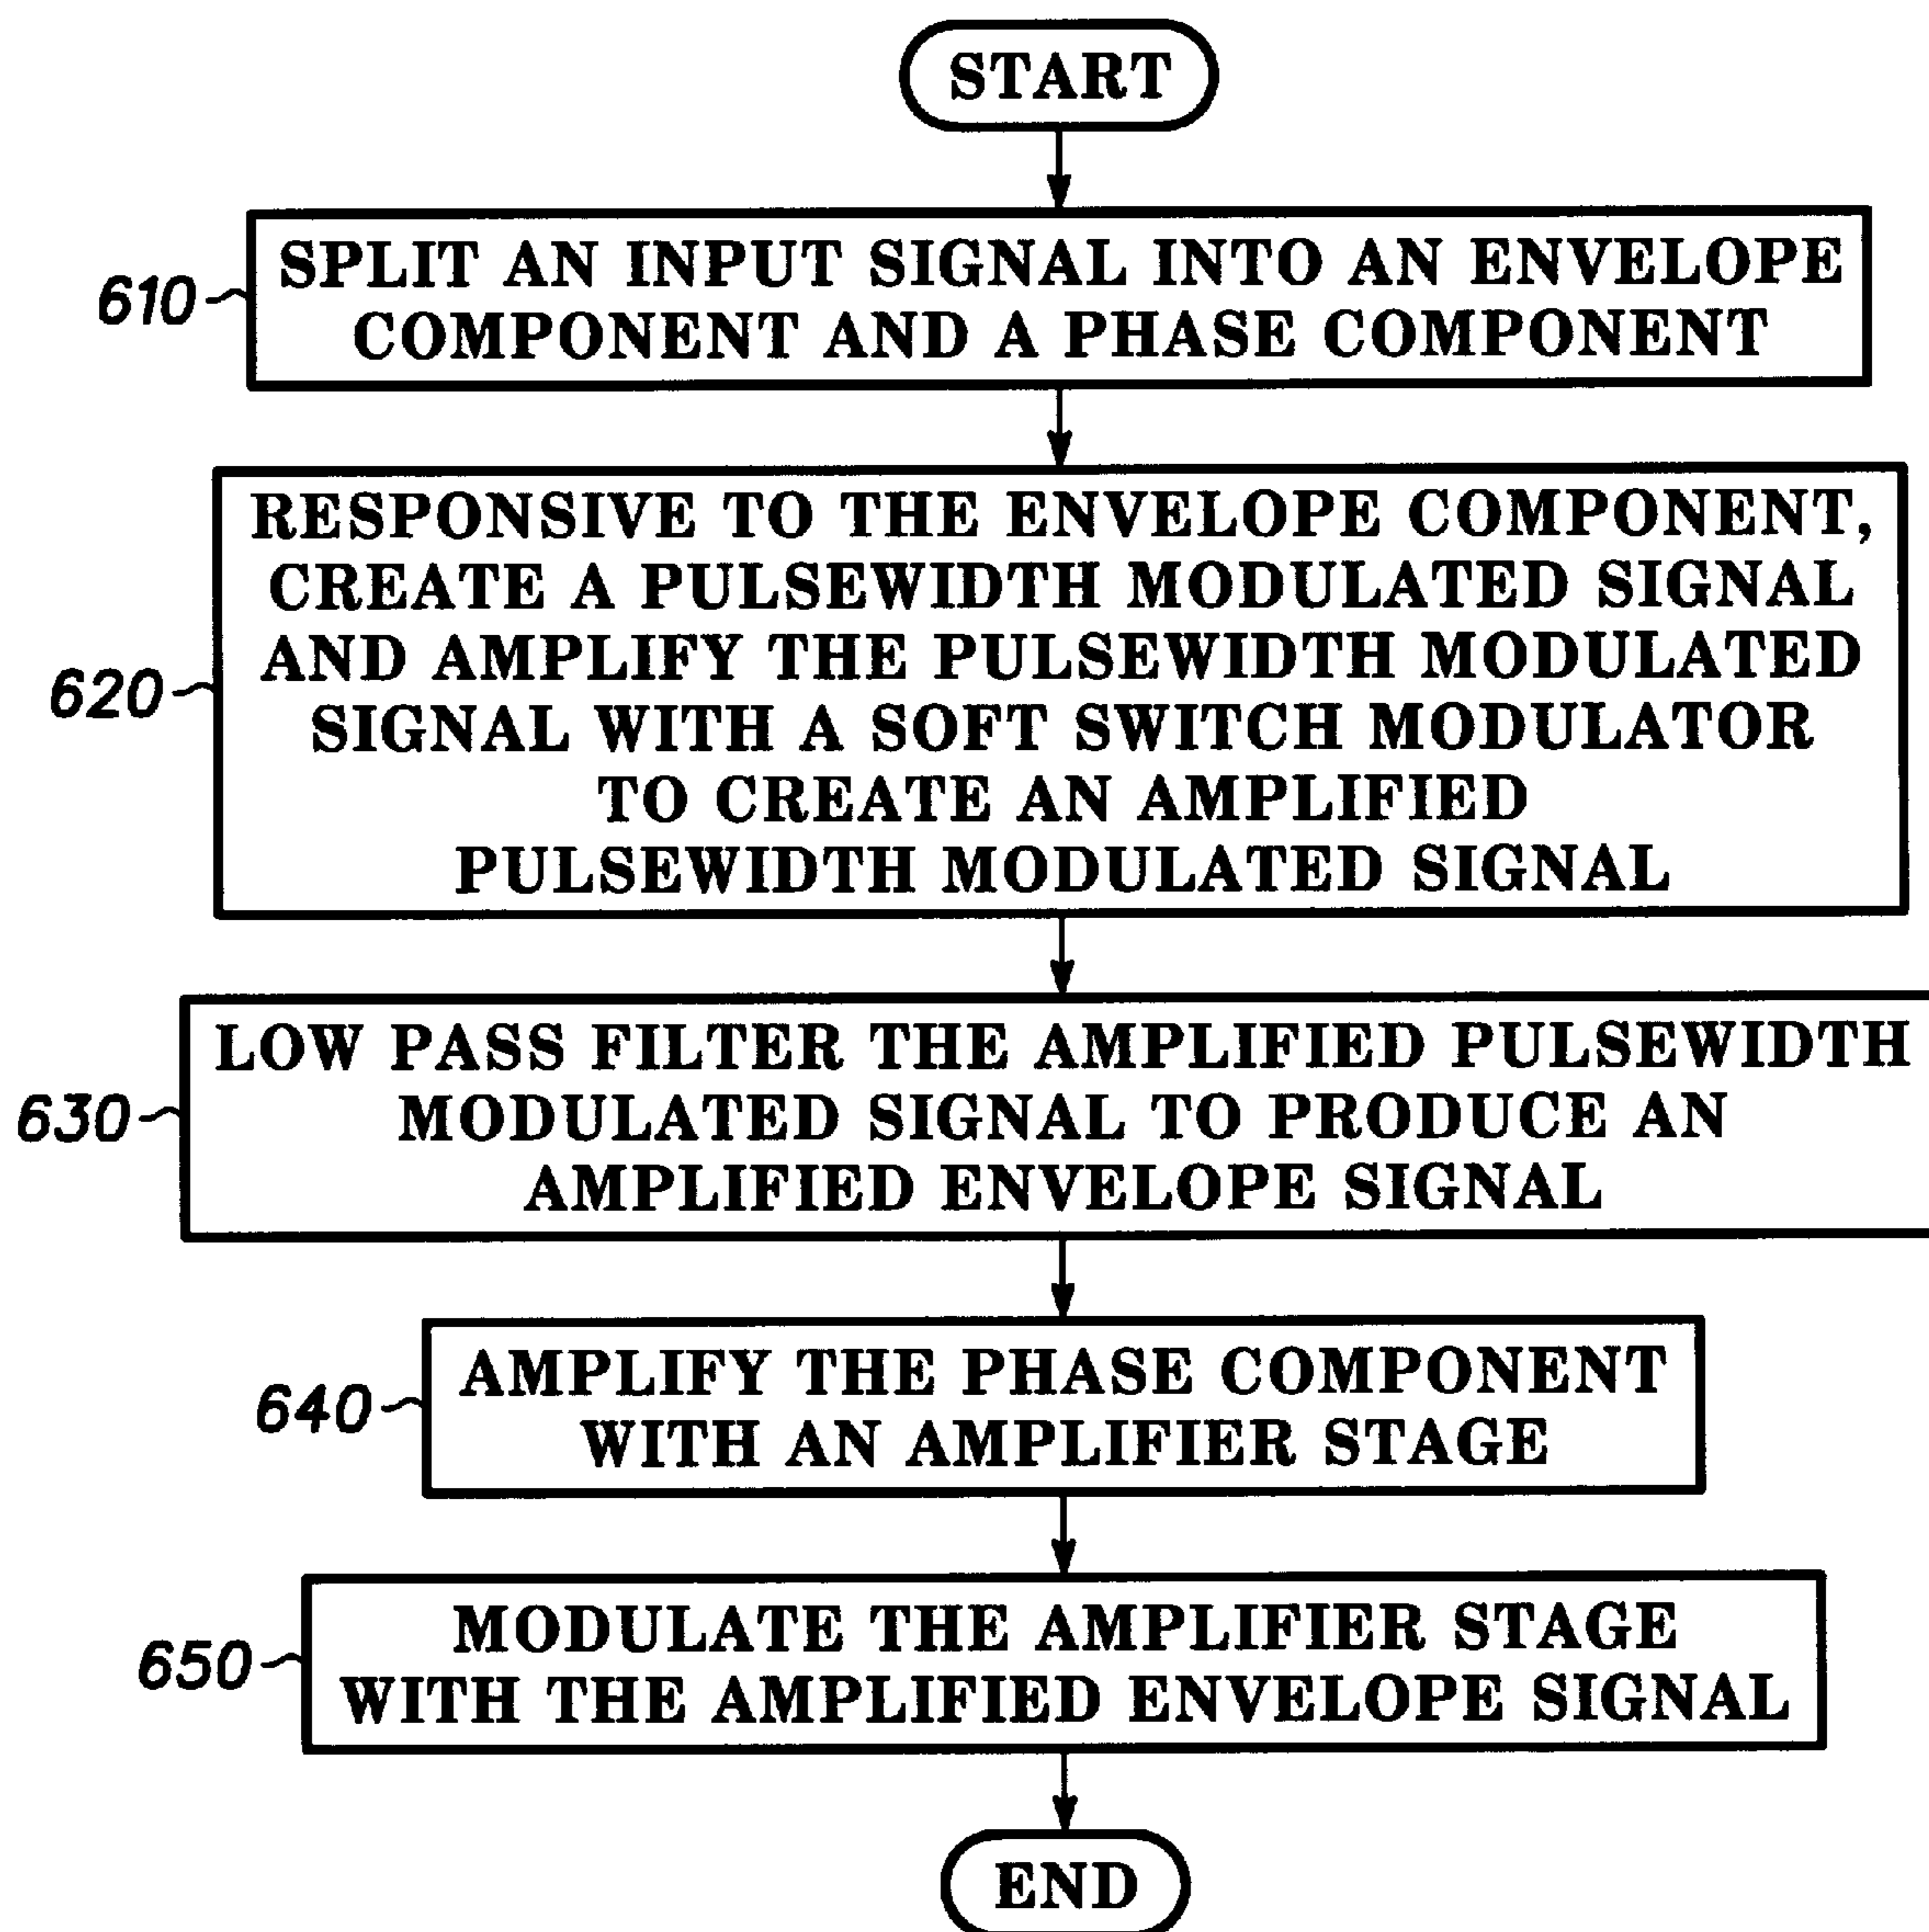 START
610
SPLIT AN INPUT SIGNAL INTO AN ENVELOPE
COMPONENT AND A PHASE COMPONENT
620
RESPONSIVE TO THE ENVELOPE COMPONENT,
CREATE A PULSEWIDTH MODULATED SIGNAL
AND AMPLIFY THE PULSEWIDTH MODULATED
SIGNAL WITH A SOFT SWITCH MODULATOR
TO CREATE AN AMPLIFIED
PULSEWIDTH MODULATED SIGNAL
630
LOW PASS FILTER THE AMPLIFIED PULSEWIDTH
MODULATED SIGNAL TO PRODUCE AN
AMPLIFIED ENVELOPE SIGNAL
640
AMPLIFY THE PHASE COMPONENT
WITH AN AMPLIFIER STAGE
650
MODULATE THE AMPLIFIER STAGE
WITH THE AMPLIFIED ENVELOPE SIGNAL
END